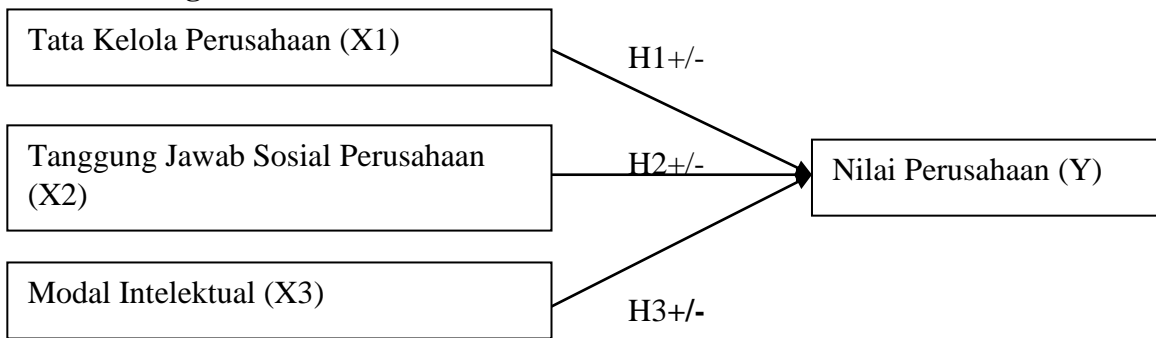 Tata Kelola Perusahaan (X1)
H1+/-
Tanggung Jawab Sosial Perusahaan
(X2)
H2+/-
Nilai Perusahaan (Y)
Modal Intelektual (X3)
H3+/-